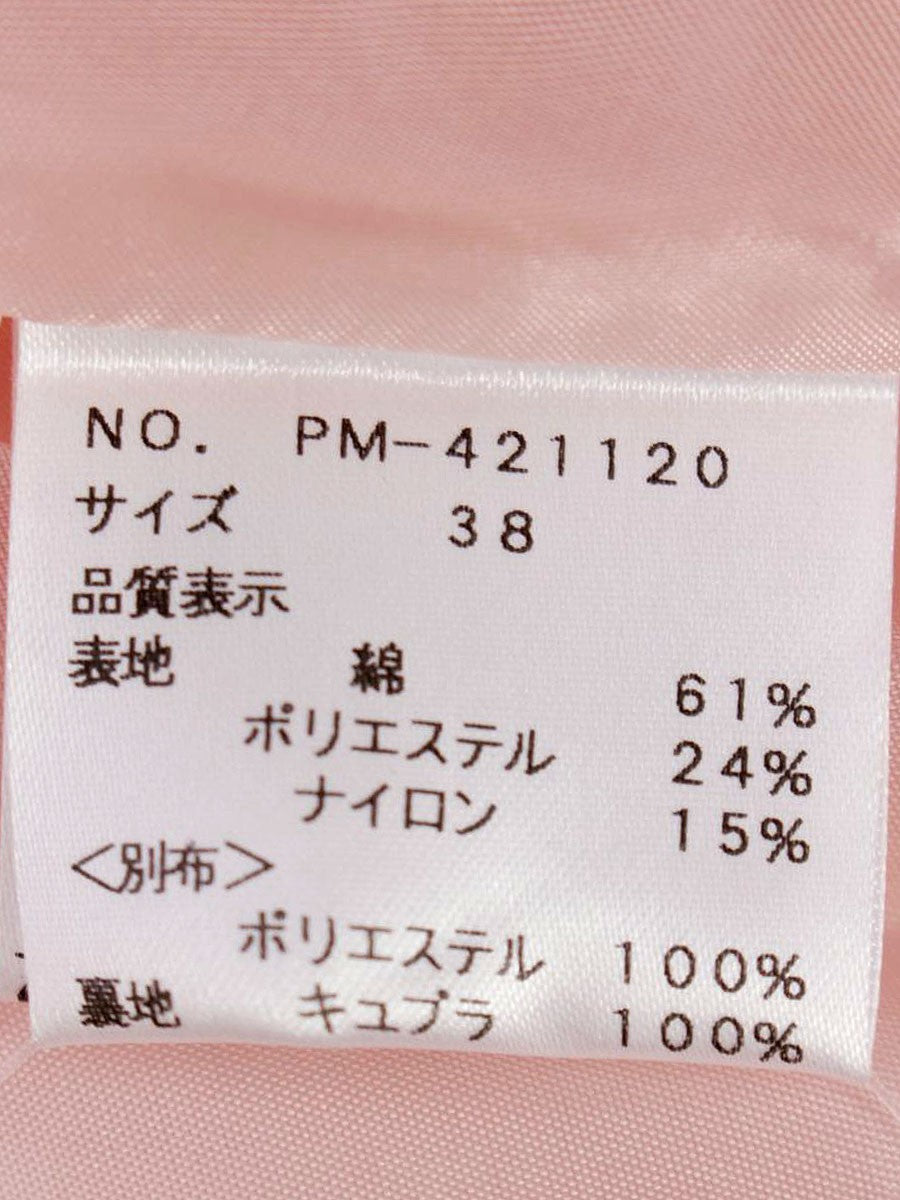 NO. PM-421120
サイズ 38
品質表示
表地 綿 61%
ポリエステル 24%
ナイロン 15%
＜別布＞
ポリエステル 100%
裏地 キュプラ 100%